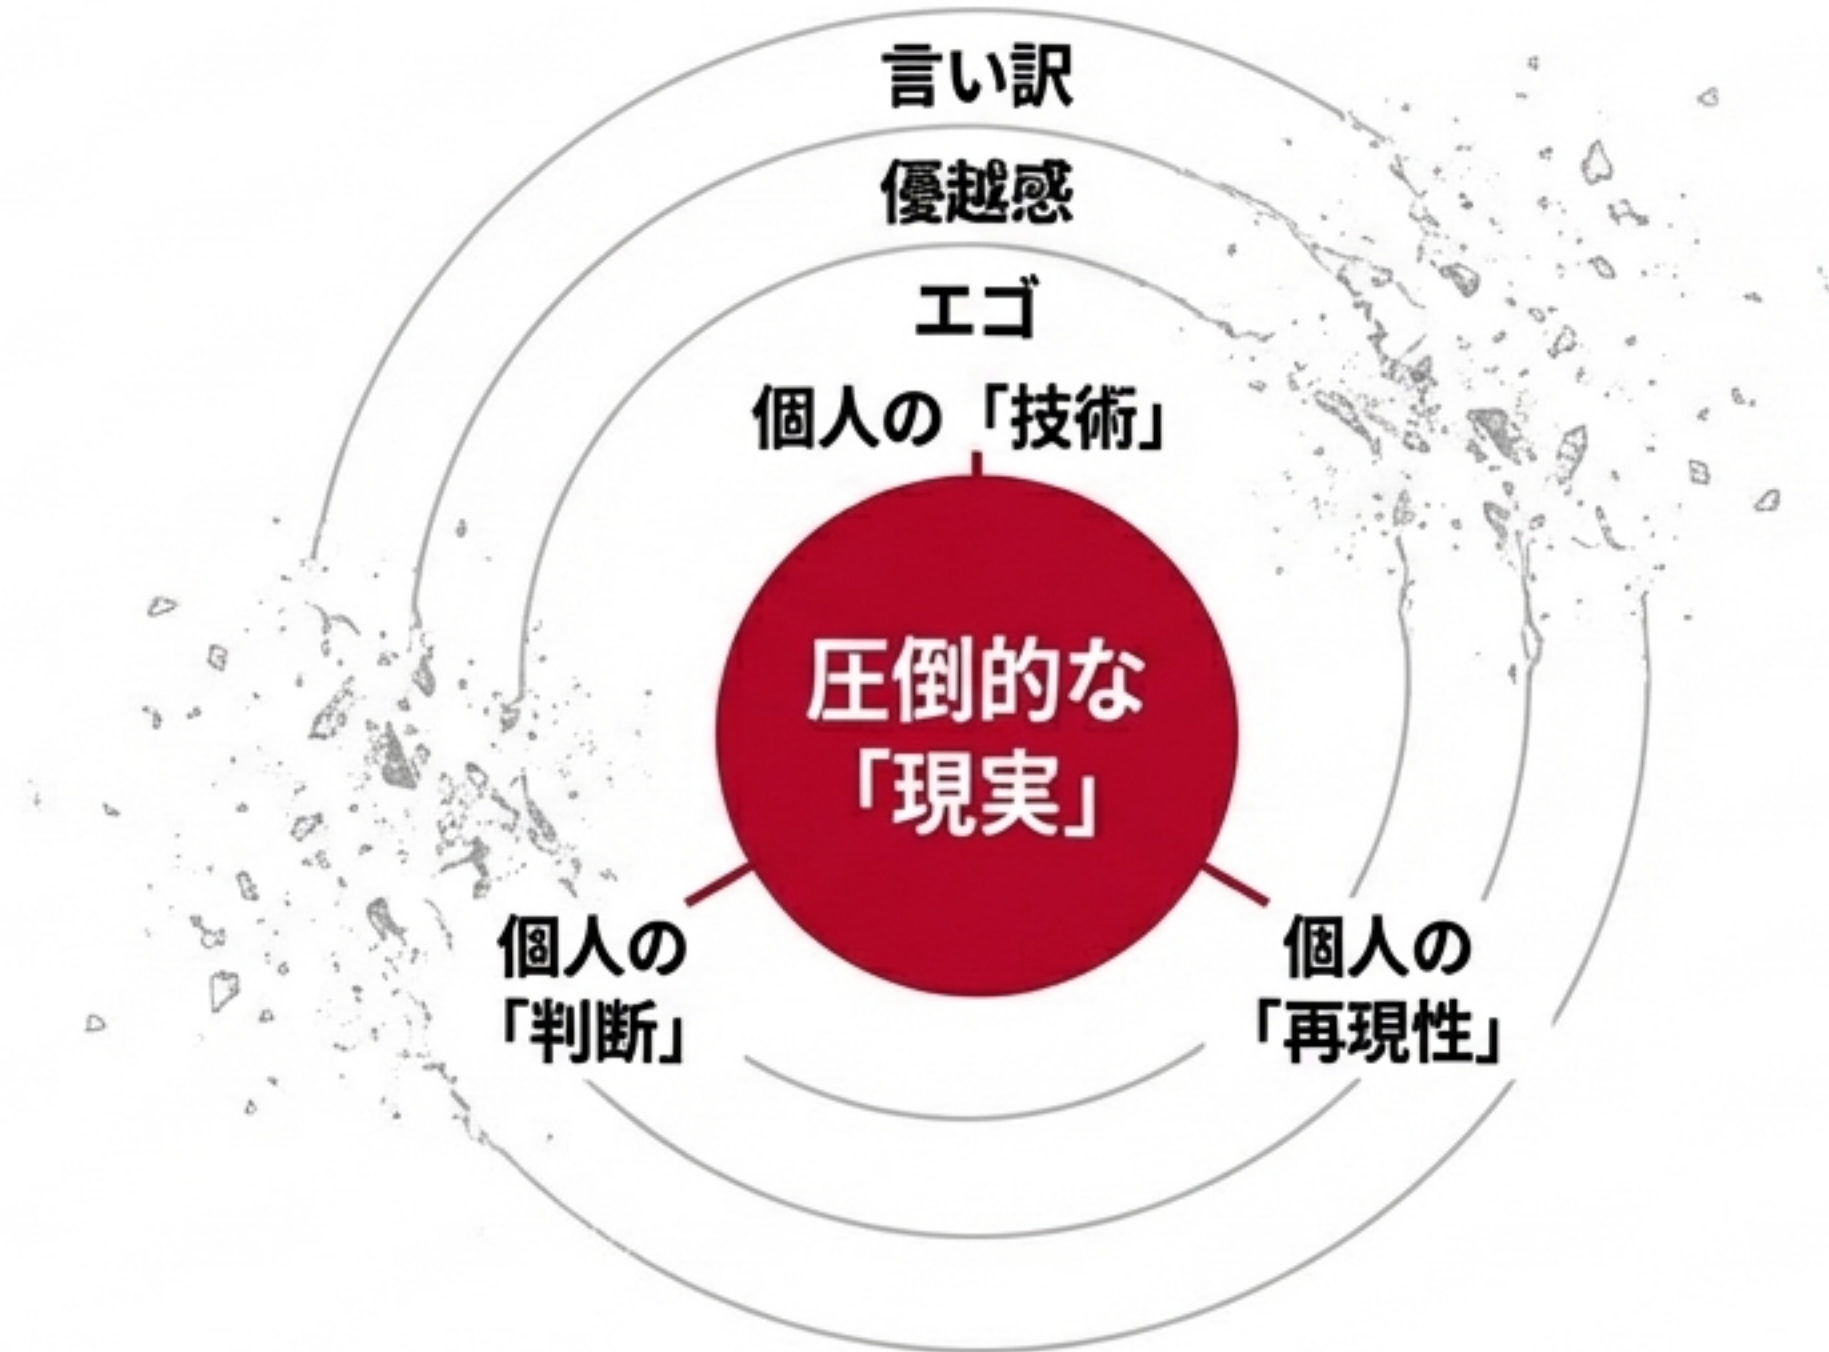 言い訳
優越感
エゴ
個人の「技術」
圧倒的な
「現実」
個人の
「判断」
個人の
「再現性」